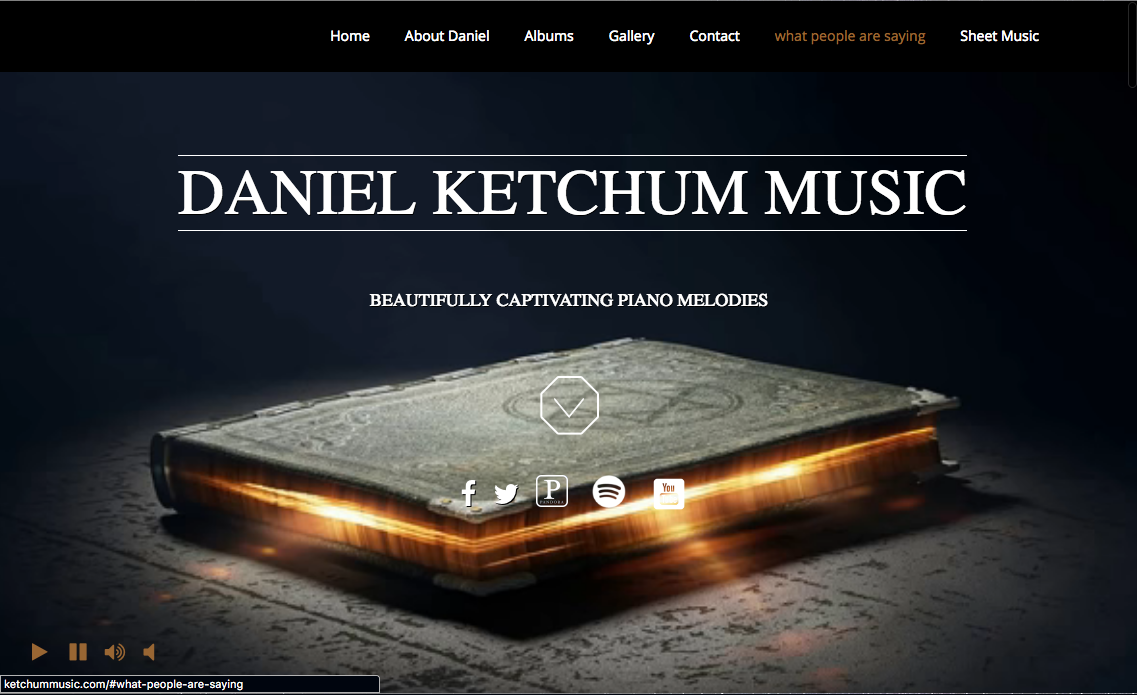 Home About Daniel Albums Gallery Contact what people are saying Sheet Music
DANIEL KETCHUM MUSIC
BEAUTIFULLY CAPTIVATING PIANO MELODIES
P
PANDORA
You
ketchummusic.com/#what-people-are-saying